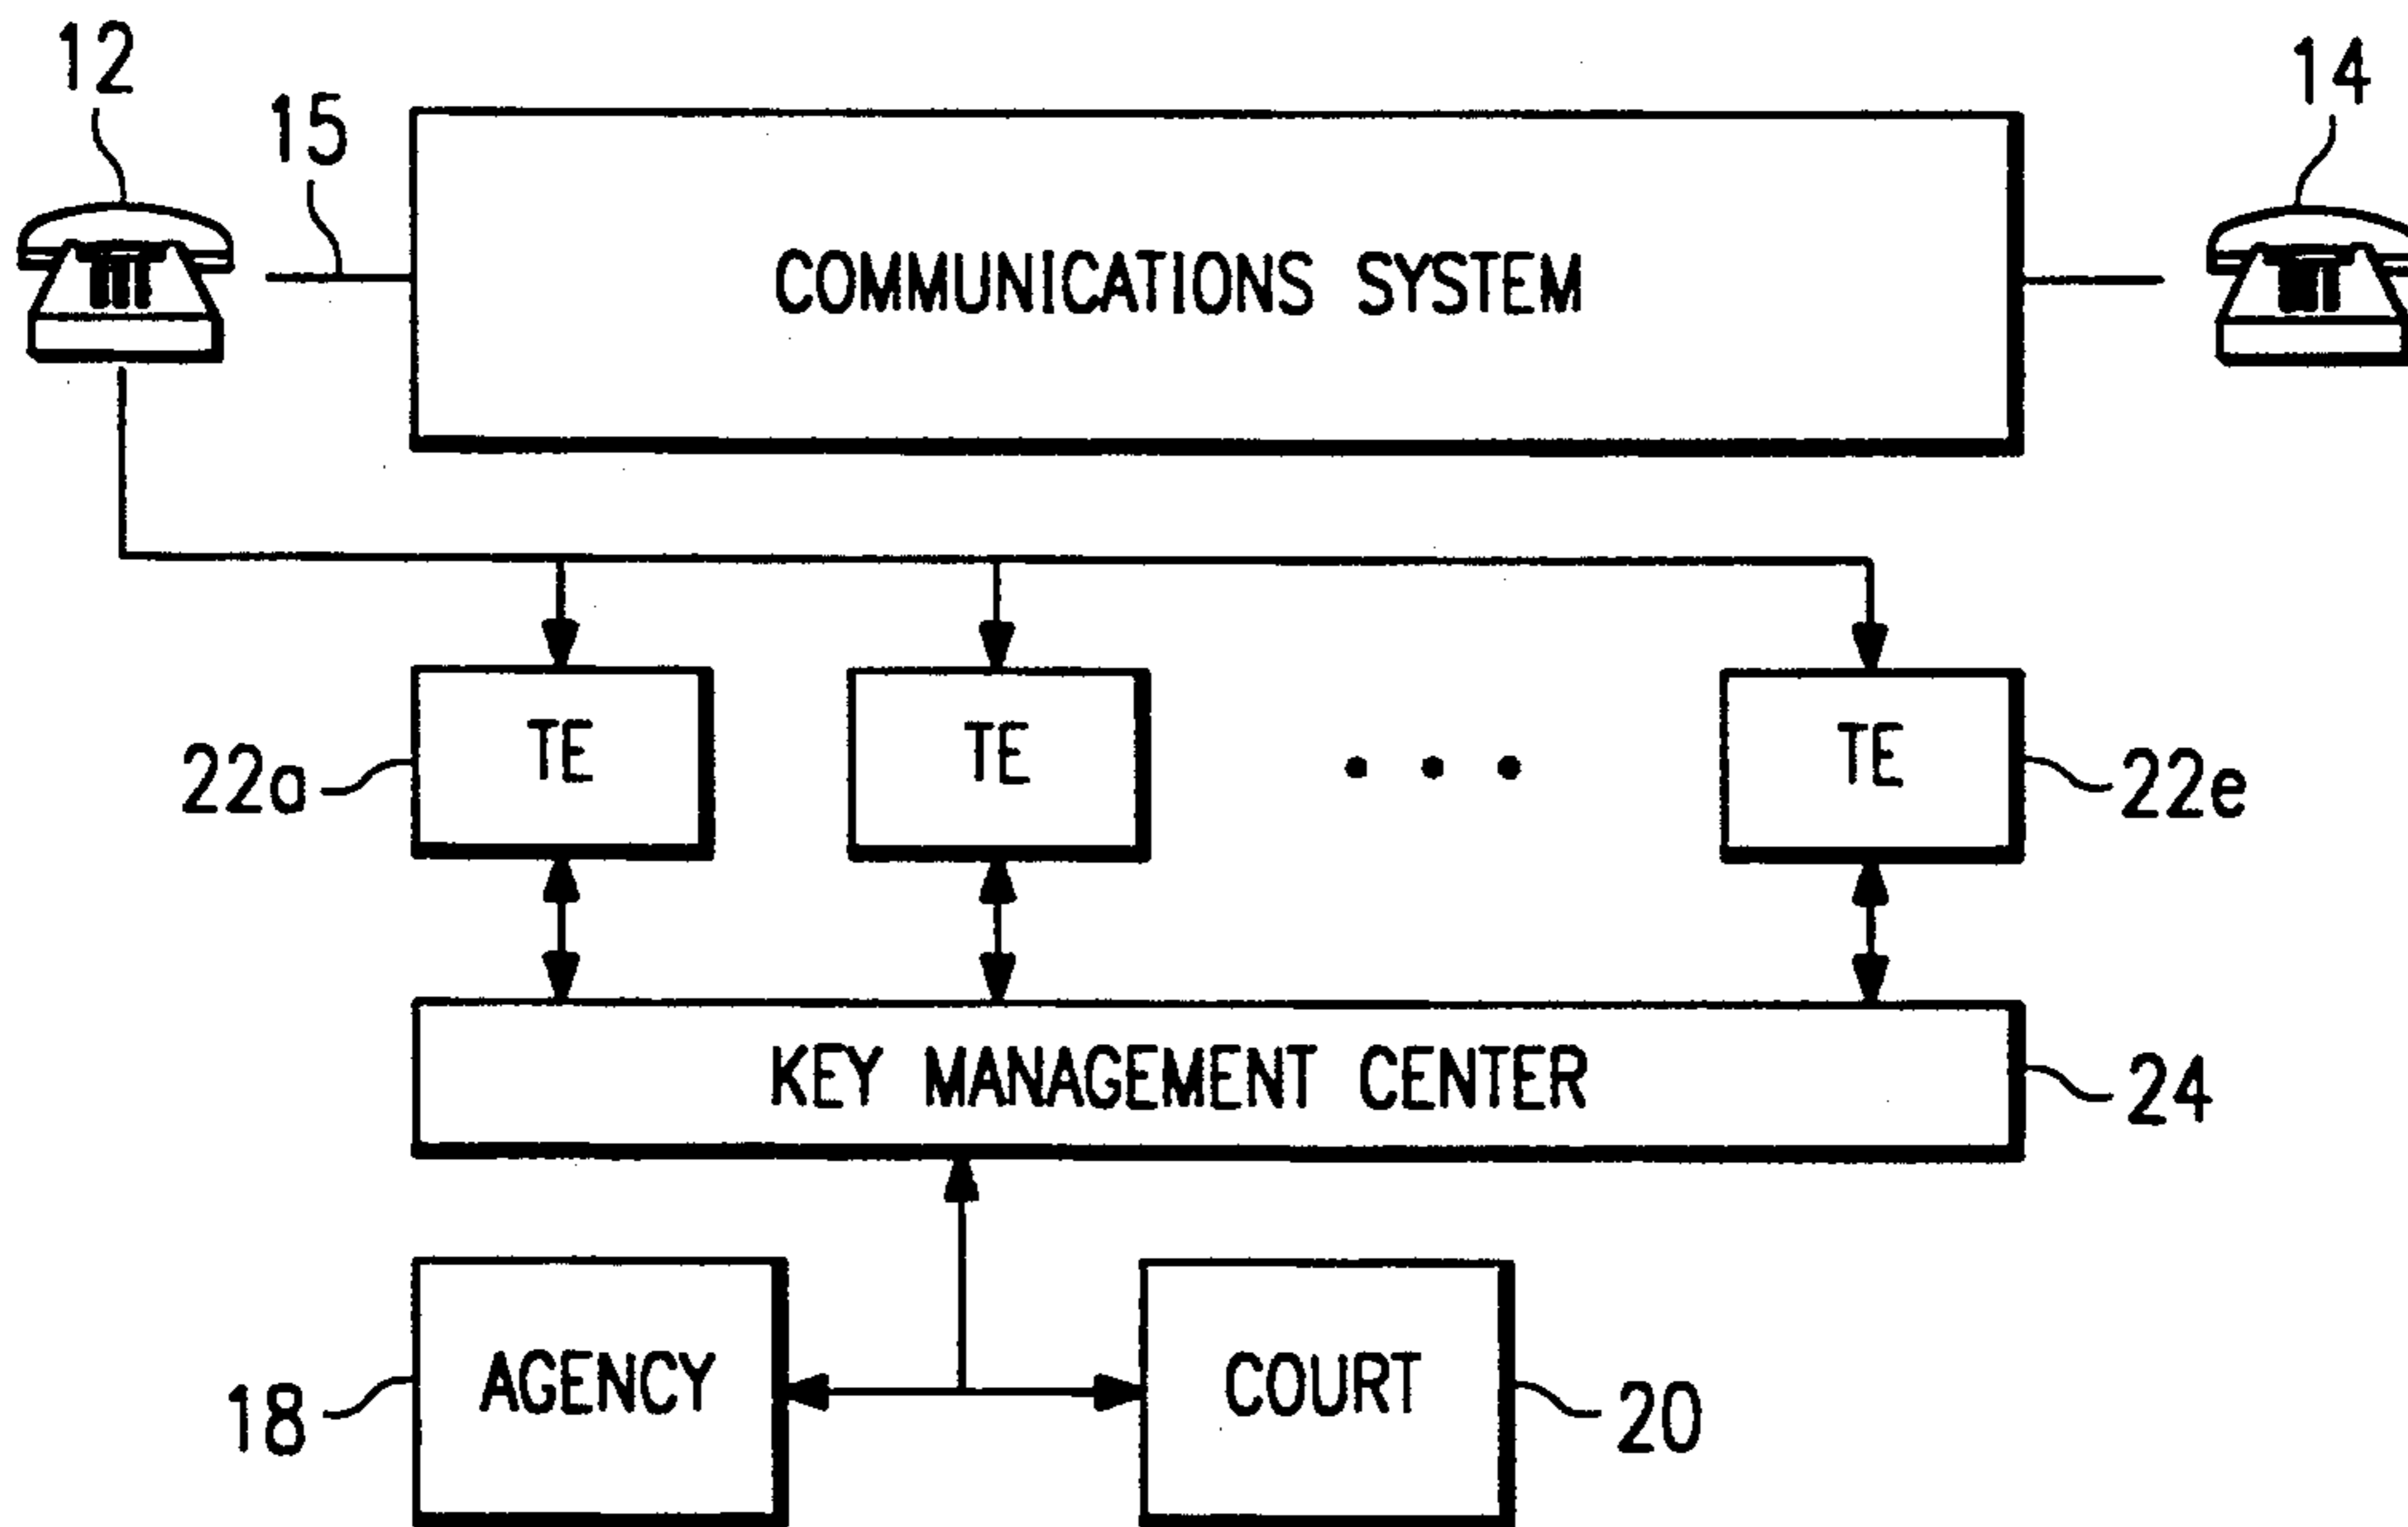 12
14
15
COMMUNICATIONS SYSTEM
TE
TE
TE
22a
22e
KEY MANAGEMENT CENTER
24
AGENCY
COURT
18
20